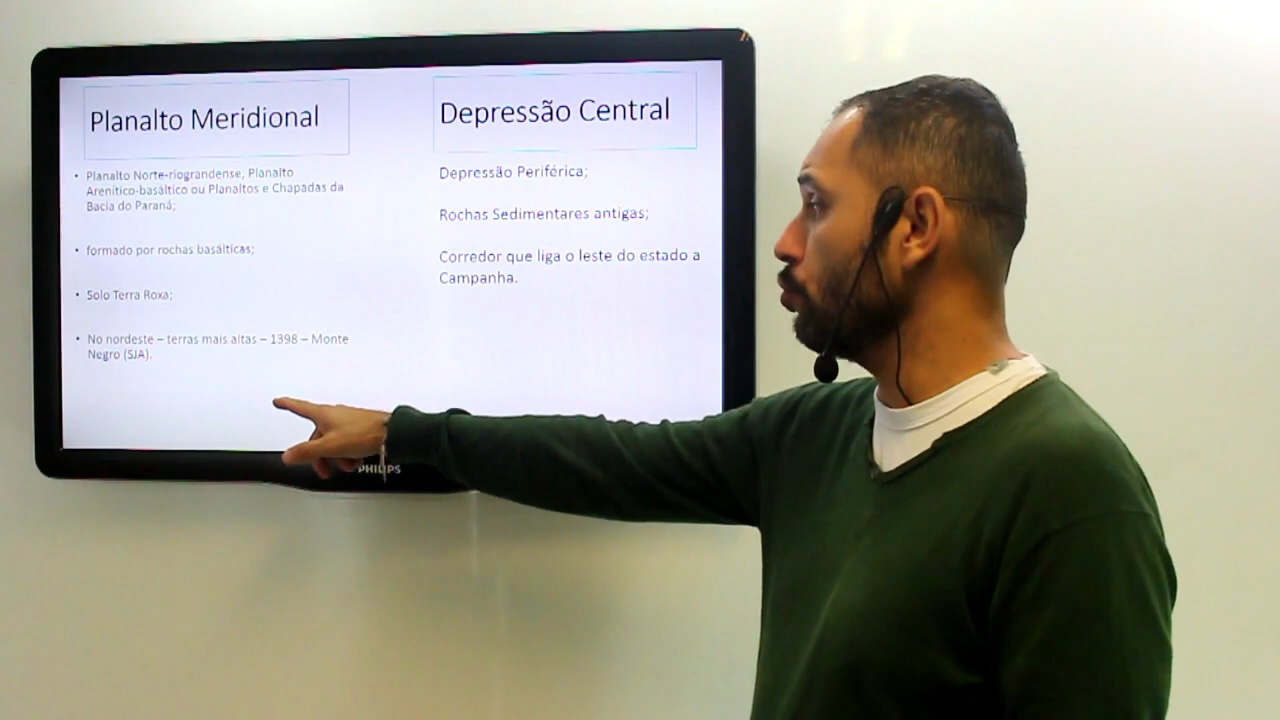 Planalto Meridional
• Planalto Norte-riograndense, Planalto
Arenítico-basáltico ou Planaltos e Chapadas da
Bacia do Paraná;
• formado por rochas basálticas;
• Solo Terra Roxa;
• No nordeste – terras mais altas – 1398 – Monte
Negro (SJA).
Depressão Central
Depressão Periférica;
Rochas Sedimentares antigas;
Corredor que liga o leste do estado a
Campanha.
PHILIPS